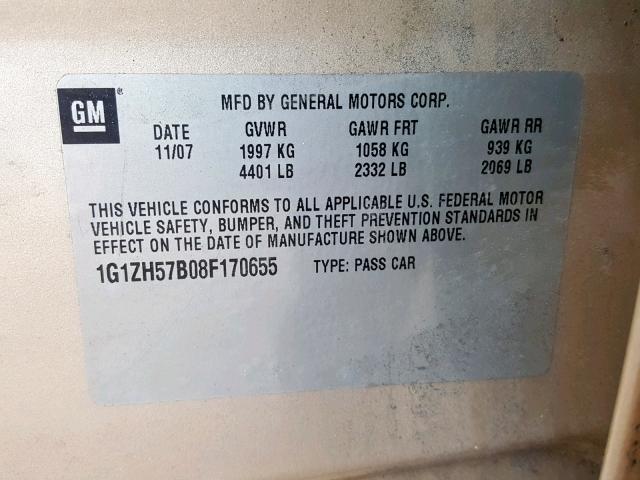 GM
MFD BY GENERAL MOTORS CORP.
DATE GVWR GAWR FRT GAWR RR
11/07 1997 KG 1058 KG 939 KG
4401 LB 2332 LB 2069 LB
THIS VEHICLE CONFORMS TO ALL APPLICABLE U.S. FEDERAL MOTOR
VEHICLE SAFETY, BUMPER, AND THEFT PREVENTION STANDARDS IN
EFFECT ON THE DATE OF MANUFACTURE SHOWN ABOVE.
1G1ZH57B08F170655 TYPE: PASS CAR